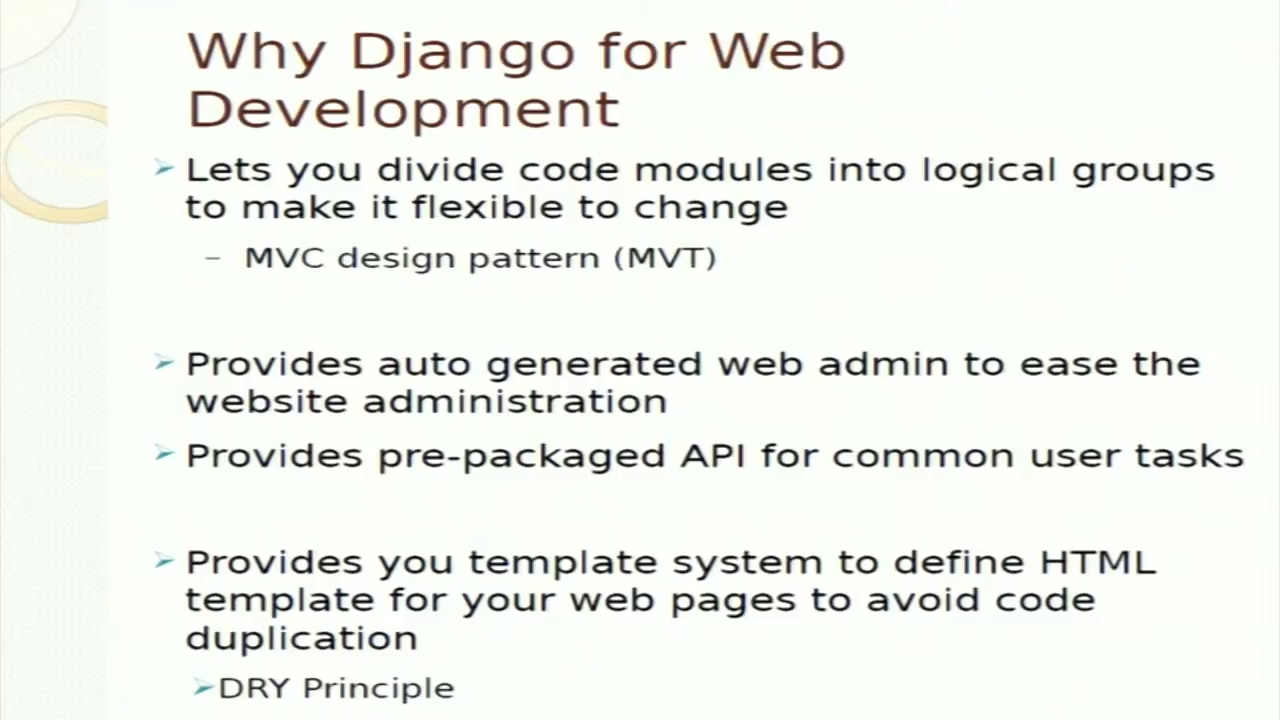 Why Django for Web
Development
➢ Lets you divide code modules into logical groups
to make it flexible to change
– MVC design pattern (MVT)
➢ Provides auto generated web admin to ease the
website administration
➢ Provides pre-packaged API for common user tasks
➢ Provides you template system to define HTML
template for your web pages to avoid code
duplication
➢DRY Principle